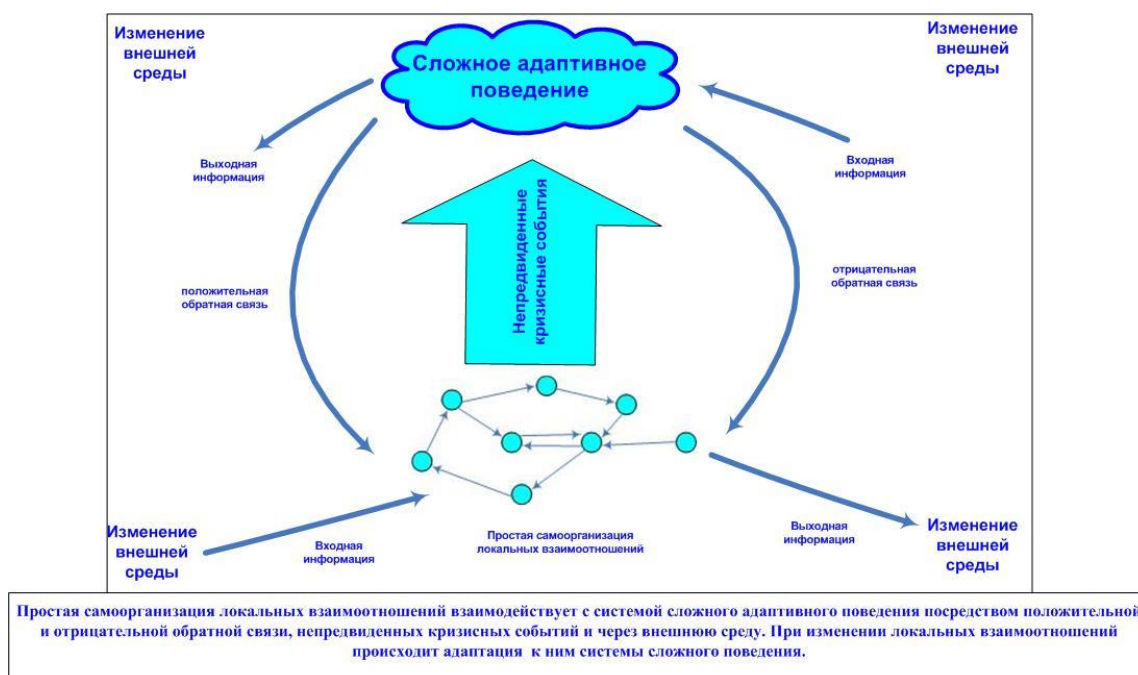 Изменение
внешней
среды
Изменение
внешней
среды
Сложное адаптивное
поведение
Выходная
информация
Входная
информация
Непредвиденные
кризисные события
положительная
обратная связь
отрицательная
обратная связь
Изменение
внешней
среды
Входная
информация
Простая самоорганизация
локальных взаимоотношений
Выходная
информация
Изменение
внешней
среды
Простая самоорганизация локальных взаимоотношений взаимодействует с системой сложного адаптивного поведения посредством положительной
и отрицательной обратной связи, непредвиденных кризисных событий и через внешнюю среду. При изменении локальных взаимоотношений
происходит адаптация к ним системы сложного поведения.